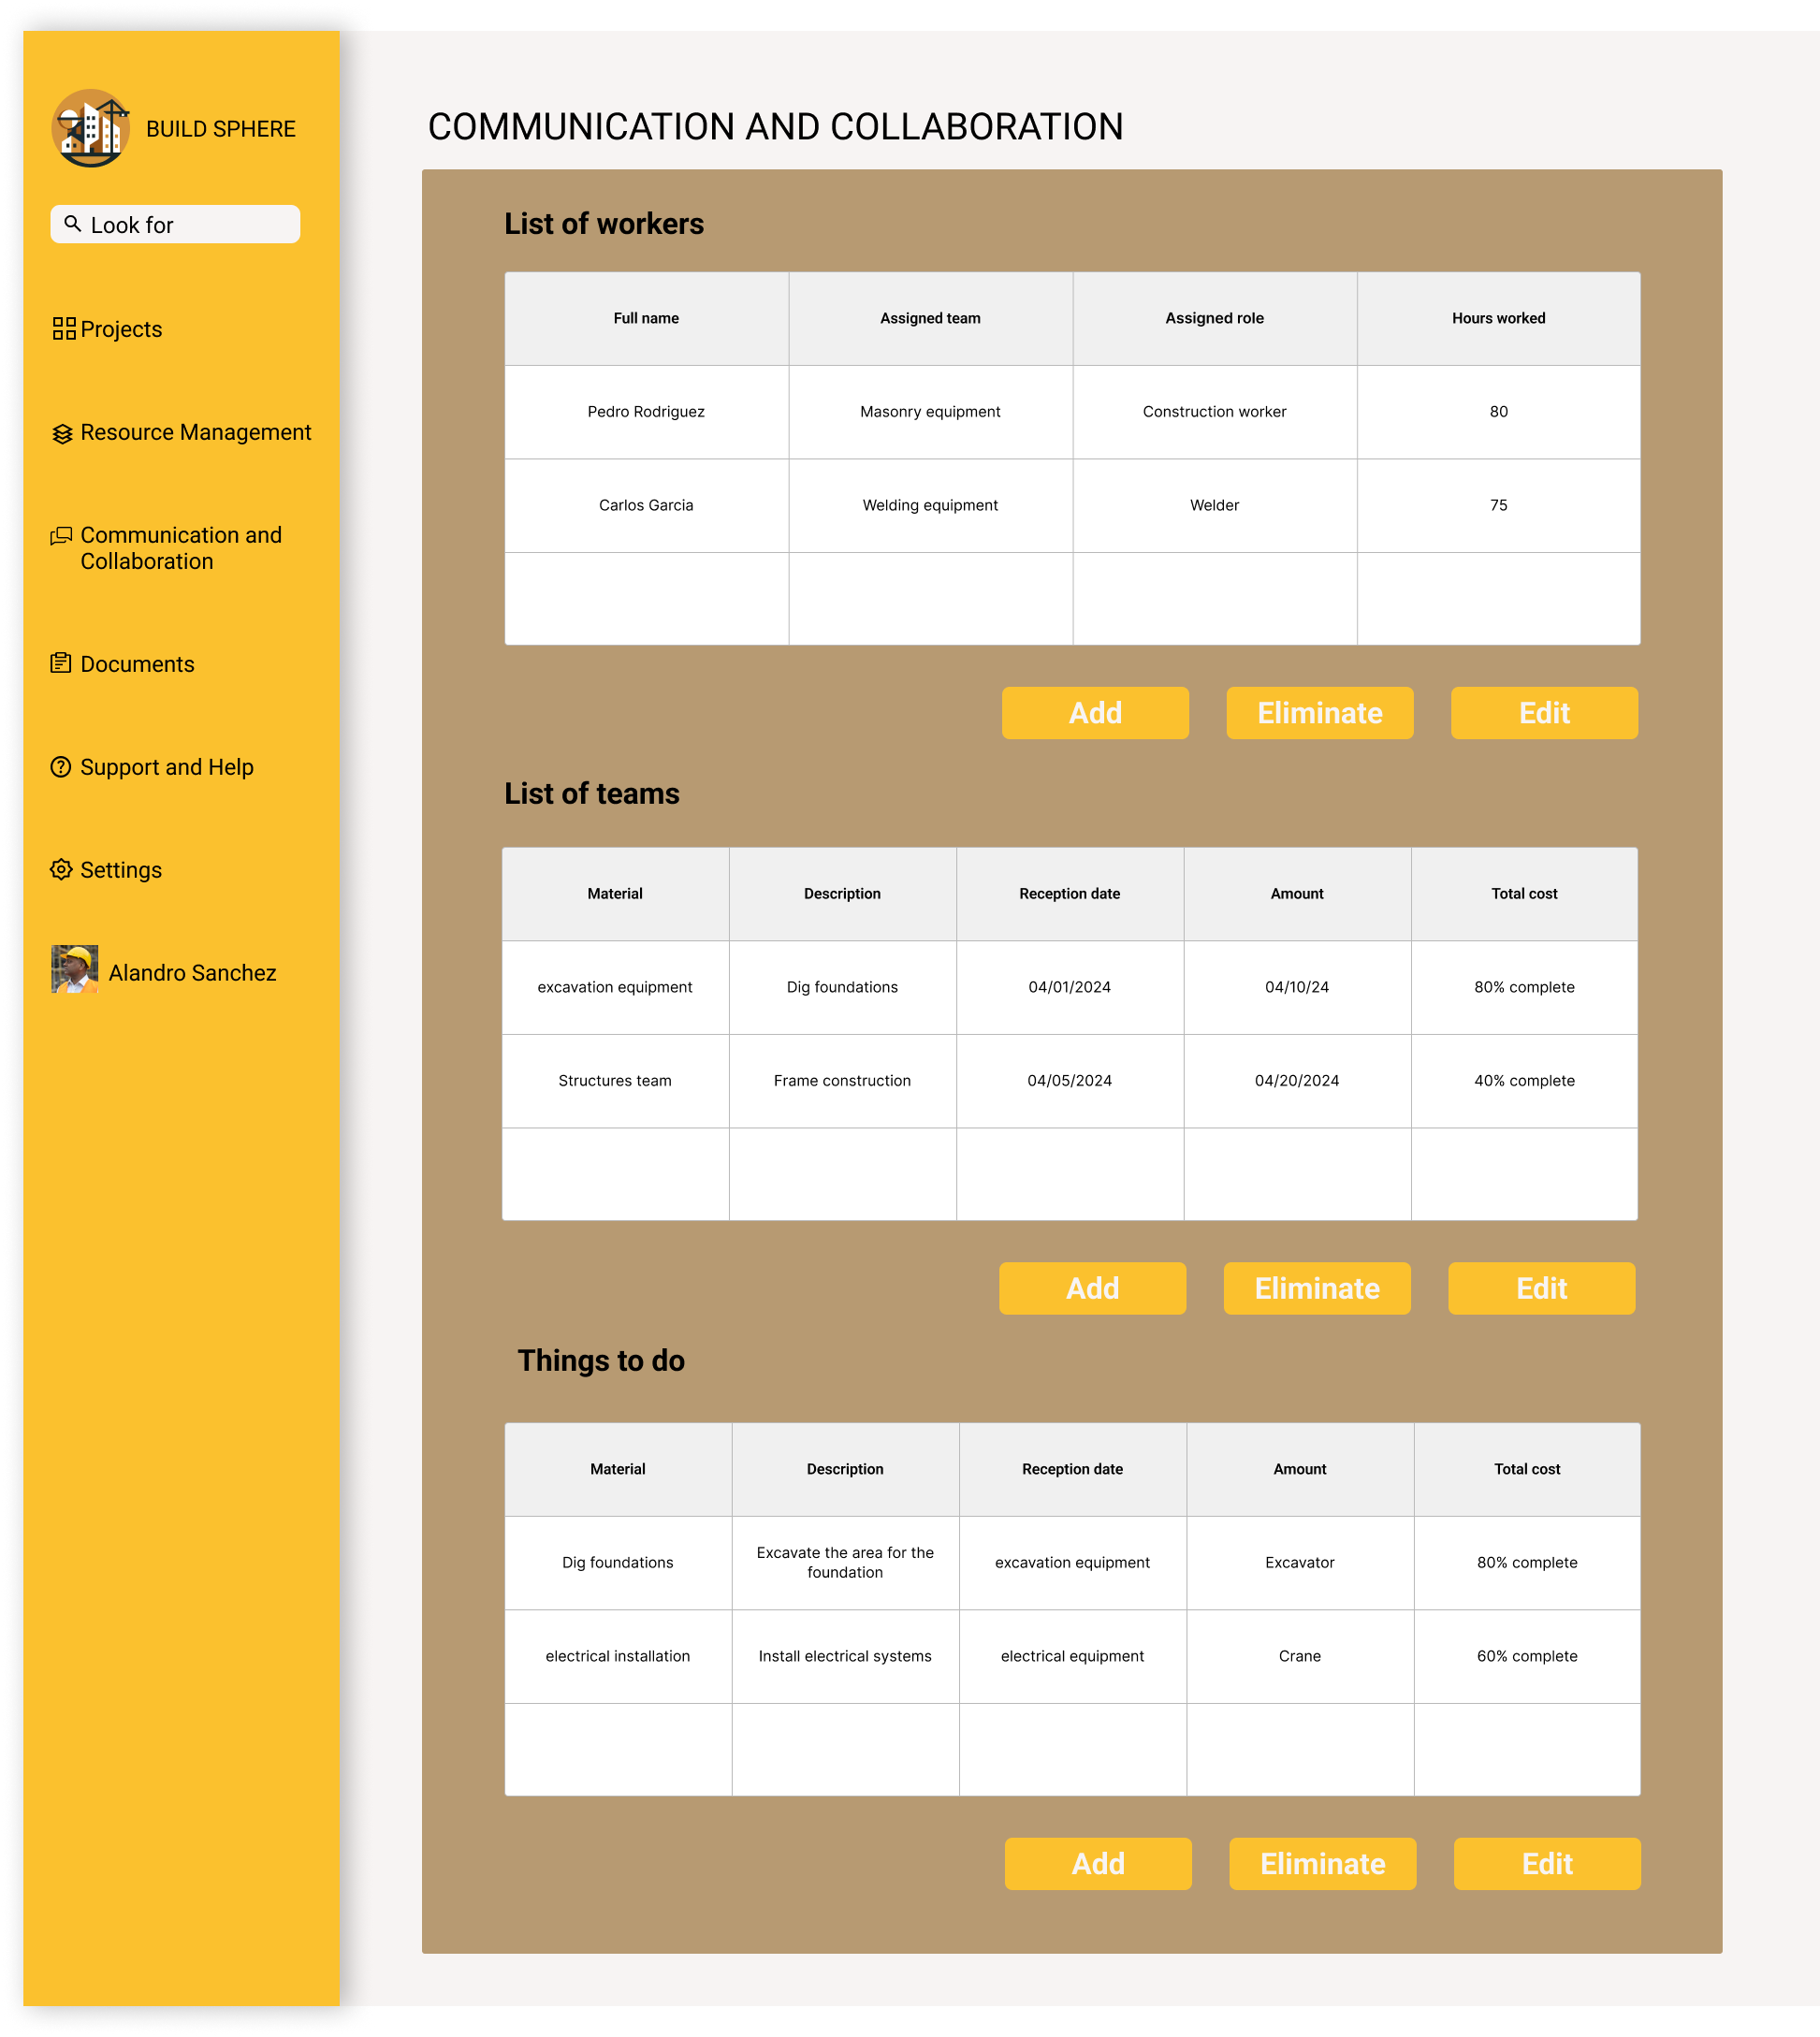 BUILD SPHERE
Look for
Projects
Resource Management
Communication and
Collaboration
Documents
Support and Help
Settings
Alandro Sanchez
COMMUNICATION AND COLLABORATION
List of workers
Full name Assigned team Assigned role Hours worked
Pedro Rodriguez Masonry equipment Construction worker 80
Carlos Garcia Welding equipment Welder 75
Add Eliminate Edit
List of teams
Material Description Reception date Amount Total cost
excavation equipment Dig foundations 04/01/2024 04/10/24 80% complete
Structures team Frame construction 04/05/2024 04/20/2024 40% complete
Add Eliminate Edit
Things to do
Material Description Reception date Amount Total cost
Dig foundations Excavate the area for the
foundation excavation equipment Excavator 80% complete
electrical installation Install electrical systems electrical equipment Crane 60% complete
Add Eliminate Edit